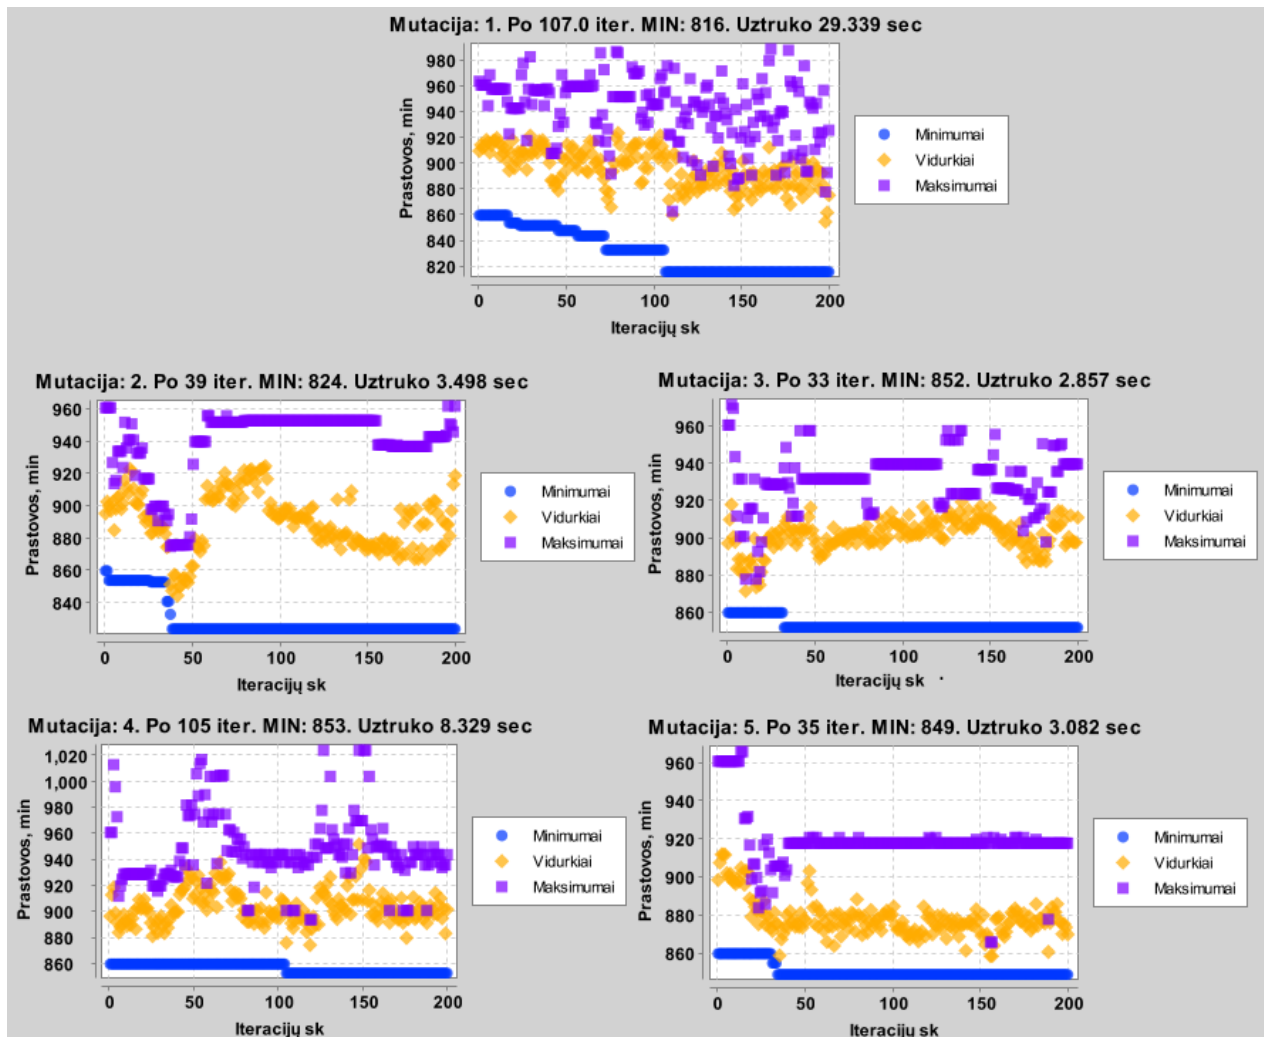 Mutacija: 1. Po 107.0 iter. MIN: 816. Uztruko 29.339 sec
Prastovos, min
980
960
940
920
900
880
860
840
820
0 50 100 150 200
Iteracijų sk
Minimumai
Vidurkiai
Maksimumai
Mutacija: 2. Po 39 iter. MIN: 824. Uztruko 3.498 sec
Prastovos, min
960
940
920
900
880
860
840
0 50 100 150 200
Iteracijų sk
Minimumai
Vidurkiai
Maksimumai
Mutacija: 3. Po 33 iter. MIN: 852. Uztruko 2.857 sec
Prastovos, min
960
940
920
900
880
860
0 50 100 150 200
Iteracijų sk .
Minimumai
Vidurkiai
Maksimumai
Mutacija: 4. Po 105 iter. MIN: 853. Uztruko 8.329 sec
Prastovos, min
1,020
1,000
980
960
940
920
900
880
860
0 50 100 150 200
Iteracijų sk
Minimumai
Vidurkiai
Maksimumai
Mutacija: 5. Po 35 iter. MIN: 849. Uztruko 3.082 sec
Prastovos, min
960
940
920
900
880
860
0 50 100 150 200
Iteracijų sk
Minimumai
Vidurkiai
Maksimumai